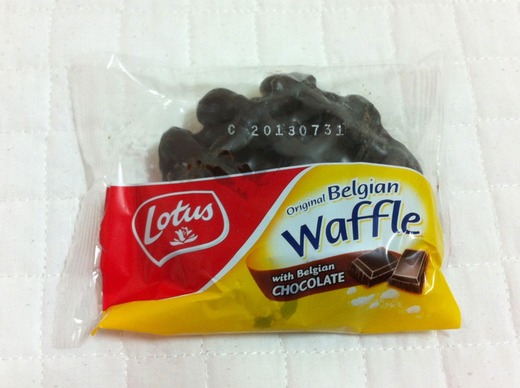 C 20130731
Lotus
Original Belgian
Waffle
with Belgian
CHOCOLATE